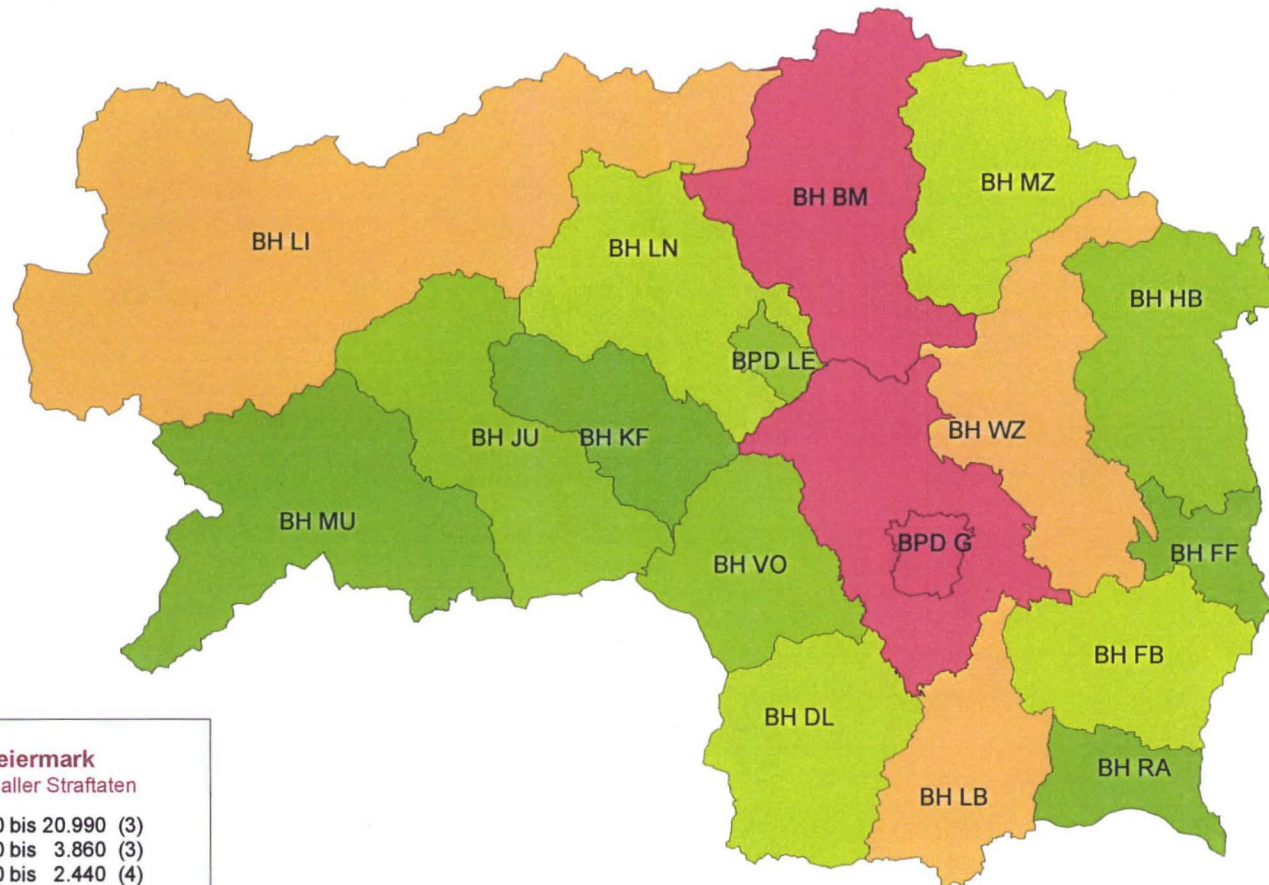 BH BM
BH MZ
BH LI
BH LN
BH HB
BPD LE
BH JU
BH KF
BH WZ
BH MU
BPD G
BH VO
BH FF
BH FB
BH DL
BH RA
BH LB
eiermark
aller Straftaten
0 bis 20.990 (3)
0 bis 3.860 (3)
0 bis 2.440 (4)